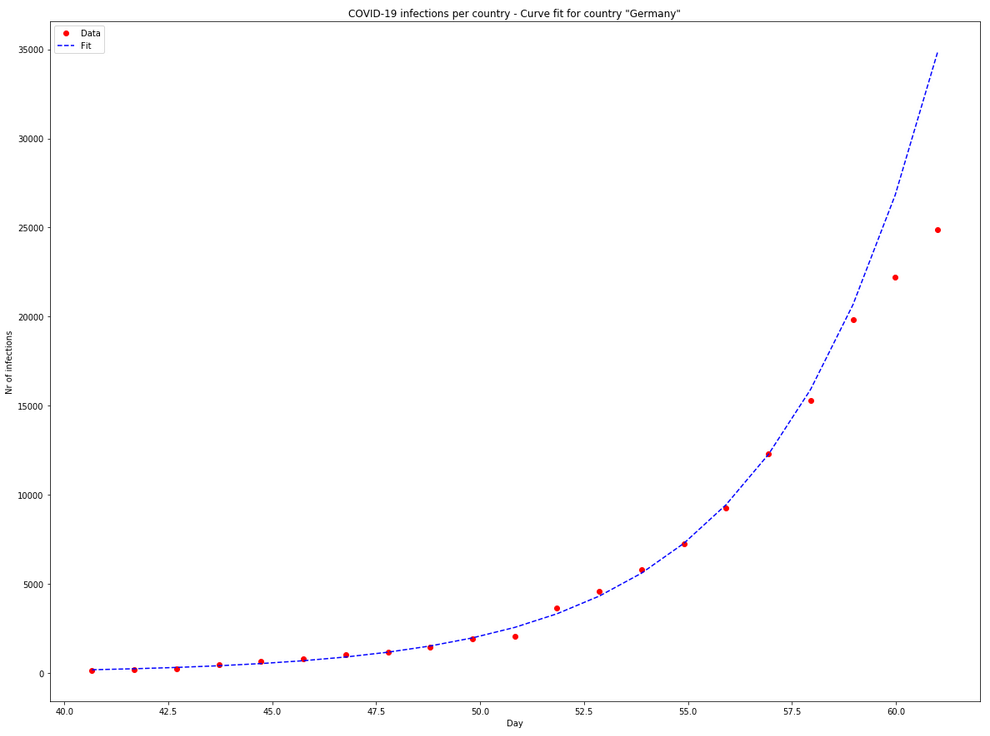 COVID-19 infections per country - Curve fit for country "Germany"
Data
Fit
35000
30000
25000
20000
15000
10000
5000
0
Nr of infections
40.0 42.5 45.0 47.5 50.0 52.5 55.0 57.5 60.0
Day